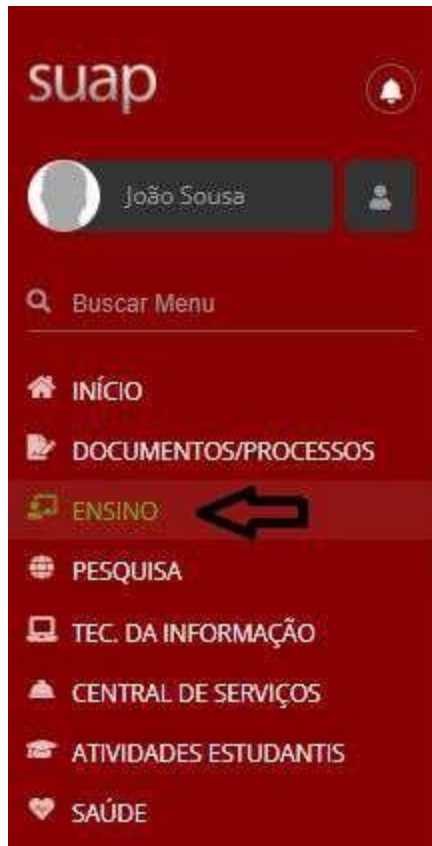 suap
João Sousa
Buscar Menu
INÍCIO
DOCUMENTOS/PROCESSOS
ENSINO
PESQUISA
TEC. DA INFORMAÇÃO
CENTRAL DE SERVIÇOS
ATIVIDADES ESTUDANTIS
SAÚDE